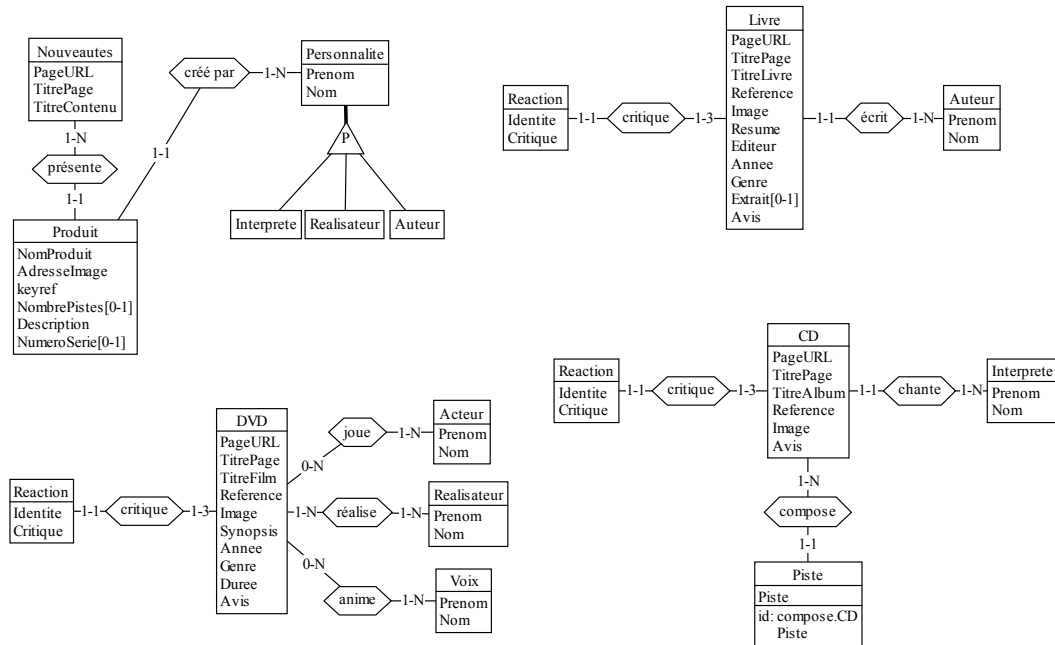 Nouveautes
PageURL
TitrePage
TitreContenu
1-N
présente
1-1
Produit
NomProduit
AdresseImage
keyref
NombrePistes[0-1]
Description
NumeroSerie[0-1]
1-1
créé par
1-N
Personnalite
Prenom
Nom
P
Interprete
Realisateur
Auteur
Reaction
Identite
Critique
1-1
critique
1-3
Livre
PageURL
TitrePage
TitreLivre
Reference
Image
Resume
Editeur
Annee
Genre
Extrait[0-1]
Avis
1-1
écrit
1-N
Auteur
Prenom
Nom
Reaction
Identite
Critique
1-1
critique
1-3
DVD
PageURL
TitrePage
TitreFilm
Reference
Image
Synopsis
Annee
Genre
Duree
Avis
0-N
joue
1-N
Acteur
Prenom
Nom
1-N
réalise
1-N
Realisateur
Prenom
Nom
0-N
anime
1-N
Voix
Prenom
Nom
Reaction
Identite
Critique
1-1
critique
1-3
CD
PageURL
TitrePage
TitreAlbum
Reference
Image
Avis
1-1
chante
1-N
Interprete
Prenom
Nom
1-N
compose
1-1
Piste
Piste
id: compose.CD
Piste